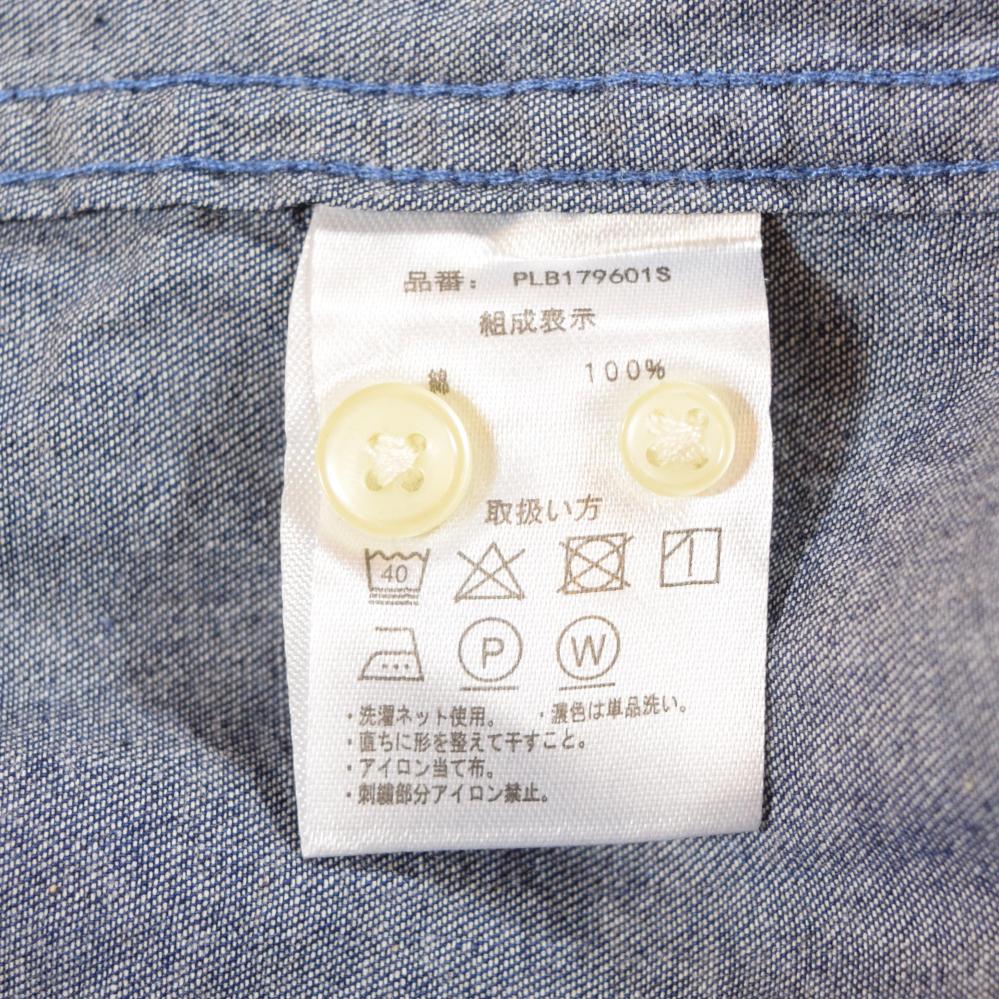 品番: PLB179601S
組成表示
綿 100%
取扱い方
40
P W
・洗濯ネット使用。 ・濃色は単品洗い。
・直ちに形を整えて干すこと。
・アイロン当て布。
・刺繍部分アイロン禁止。